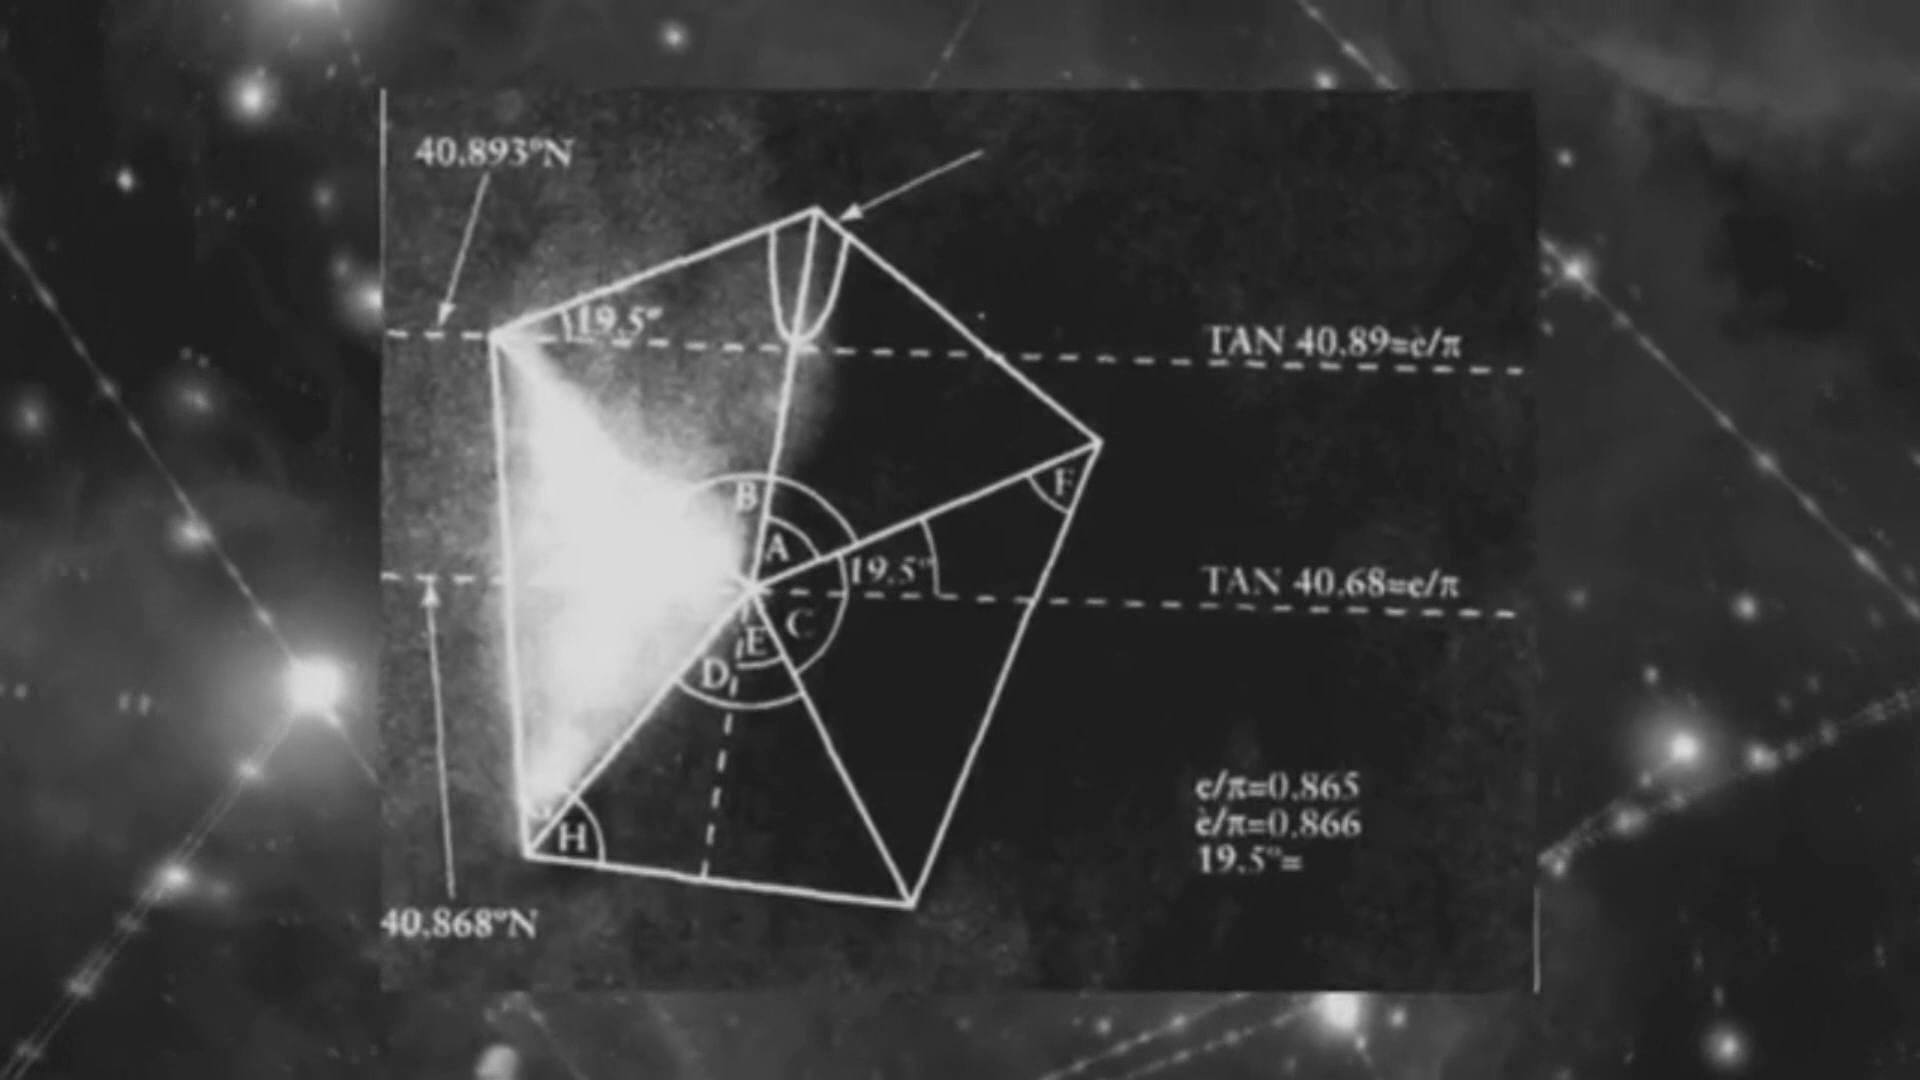 40.893°N
19.5°
TAN 40.89=è/π
B
A
F
19.5°
TAN 40.68=e/π
C
E
D
e/π=0.865
è/π=0.866
19.5°=
H
40.868°N